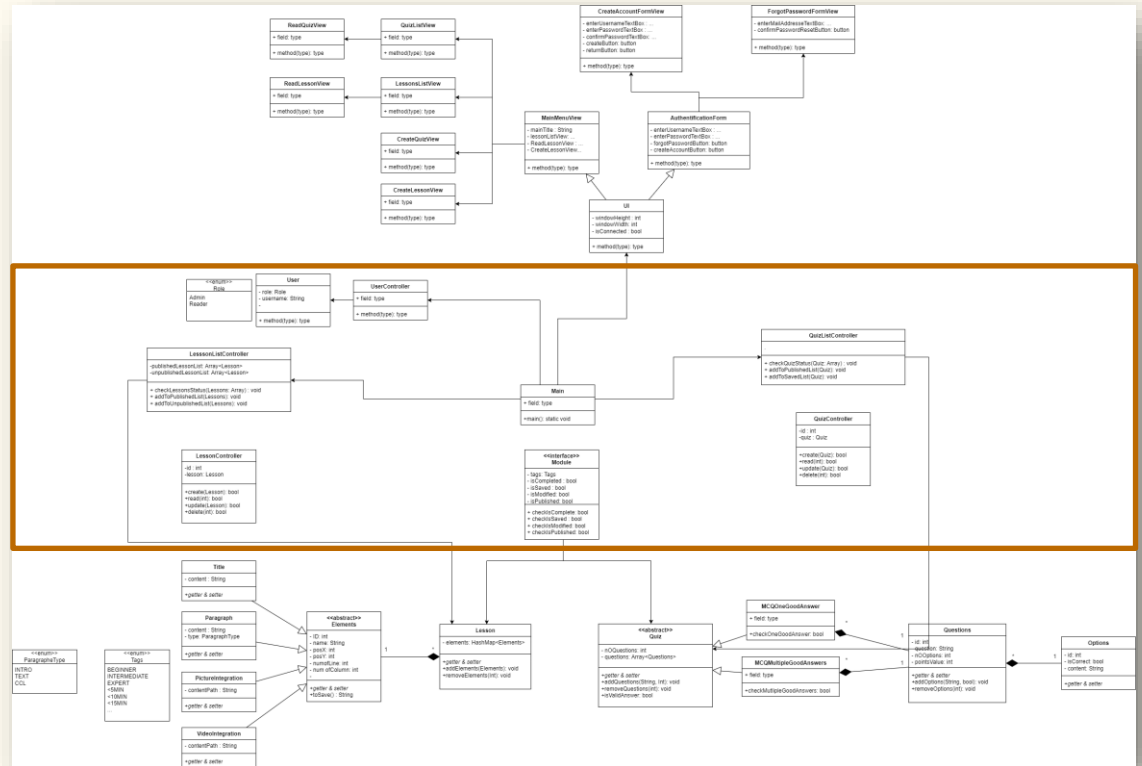 ReadQuizView
+ field: type
+ method(type): type
QuizListView
+ field: type
+ method(type): type
CreateAccountFormView
- enterUsernameTextBox : ...
- enterPasswordTextBox: ...
- confirmPasswordTextBox: ...
- createButton: button
- returnButton: button
+ method(type): type
ForgotPasswordFormView
- enterMailAddresseTextBox: ...
- confirmPasswordResetButton: button
+ method(type): type
ReadLessonView
+ field: type
+ method(type): type
LessonsListView
+ field: type
+ method(type): type
CreateQuizView
+ field: type
+ method(type): type
CreateLessonView
+ field: type
+ method(type): type
MainMenuView
- mainTitle : String
- lessonListView: ...
- ReadLessonView: ...
- CreateLessonView...
+ method(type): type
AuthentificationForm
- enterUsernameTextBox : ...
- enterPasswordTextBox: ...
- forgotPasswordButton: button
- createAccountButton: button
+ method(type): type
UI
- windowHeight : int
- windowWidth: int
- isConnected : bool
+ method(type): type
<<enum>>
Role
Admin
Reader
User
- role: Role
- username: String
-
+ method(type): type
UserController
+ field: type
+ method(type): type
LesssonListController
-publishedLessonList: Array<Lesson>
-unpublishedLessonList: Array<Lesson>
+ checkLessonsStatus(Lessons: Array) : void
+ addToPublishedList(Lessons): void
+ addToUnpublishedList(Lessons): void
Main
+ field: type
+main(): static void
QuizListController
+ checkQuizStatus(Quiz: Array) : void
+ addToPublishedList(Quiz): void
+ addToSavedList(Quiz): void
QuizController
-id : int
-quiz : Quiz
+create(Quiz): bool
+read(int): bool
+update(Quiz): bool
+delete(int): bool
LessonController
-id : int
-lesson: Lesson
+create(Lesson): bool
+read(int): bool
+update(Lesson): bool
+delete(int): bool
<<interface>>
Module
- tags: Tags
- isCompleted : bool
- isSaved : bool
- isModified: bool
- isPublished: bool
+ checkIsComplete: bool
+ checkIsSaved : bool
+ checkIsModified: bool
+ checkIsPublished: bool
Title
- content : String
+getter & setter
Paragraph
- content : String
- type: ParagraphType
+getter & setter
PictureIntegration
- contentPath : String
+getter & setter
VideoIntegration
- contentPath : String
+getter & setter
<<enum>>
ParagrapheType
INTRO
TEXT
CCL
<<enum>>
Tags
BEGINNER
INTERMEDIATE
EXPERT
<5MIN
<10MIN
<15MIN
...
<<abstract>>
Elements
- ID: int
- name: String
- posX: int
- posY: int
- numofLine: int
- num ofColumn: int
-
+getter & setter
+toSave() : String
1
*
Lesson
- elements: HashMap<Elements>
+getter & setter
+addElements(Elements): void
+removeElements(int): void
<<abstract>>
Quiz
- nOQuestions: int
- questions: Array<Questions>
+getter & setter
+addQuestions(String, int): void
+removeQuestions(int): void
+isValidAnswer: bool
MCQOneGoodAnswer
+ field: type
+checkOneGoodAnswer: bool
MCQMultipleGoodAnswers
+ field: type
+checkMultipleGoodAnswers: bool
*
1
*
1
Questions
- id: int
- question: String
- nOptions: int
- pointsValue: int
+getter & setter
+addOptions(String, bool): void
+removeOptions(int): void
*
1
Options
- id: int
- isCorrect: bool
- content: String
+getter & setter